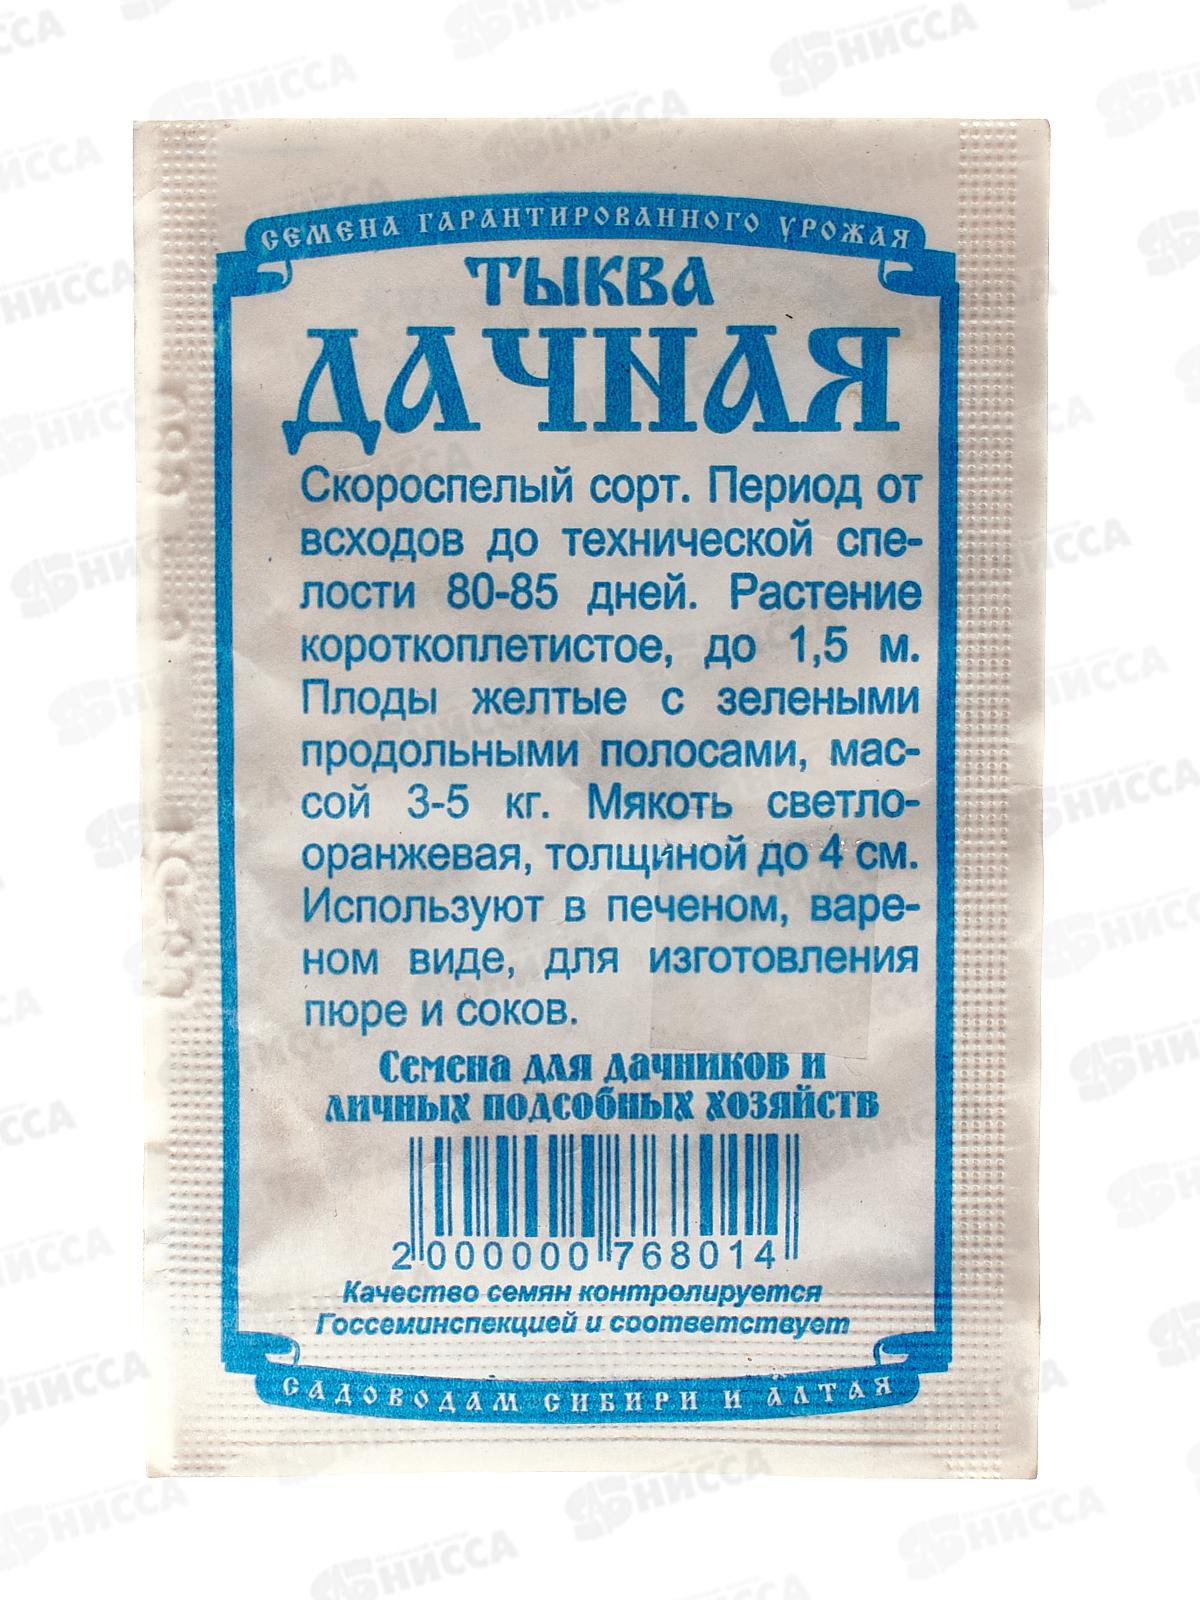 СЕМЕНА ГАРАНТИРОВАННОГО УРОЖАЯ
ТЫКВА
ДАЧНАЯ
Скороспелый сорт. Период от
всходов до технической спе-
лости 80-85 дней. Растение
короткоплетистое, до 1,5 м.
Плоды желтые с зелеными
продольными полосами, мас-
сой 3-5 кг. Мякоть светло-
оранжевая, толщиной до 4 см.
Используют в печеном, варе-
ном виде, для изготовления
пюре и соков.
Семена для дачников и
личных подсобных хозяйств
2 000000 768014
Качество семян контролируется
Госсеминспекцией и соответствует
САДОВОДАМ СИБИРИ И АЛТАЯ